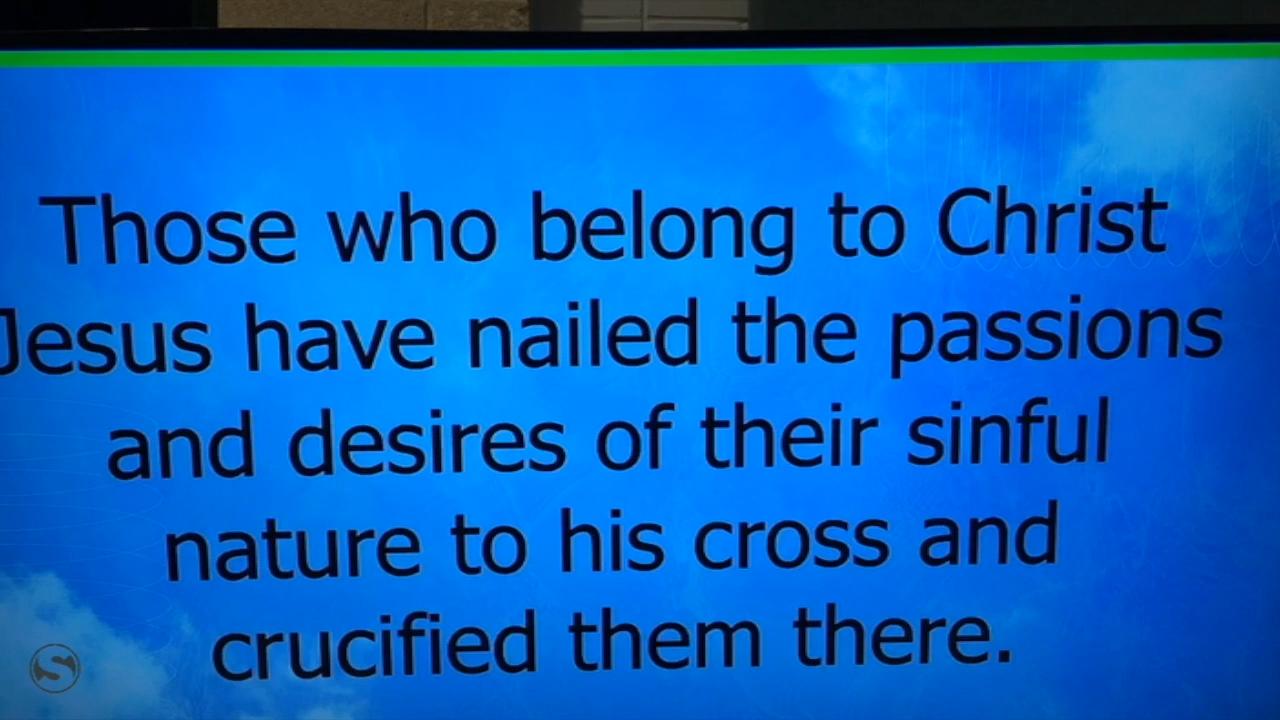 Those who belong to Christ
Jesus have nailed the passions
and desires of their sinful
nature to his cross and
crucified them there.
S